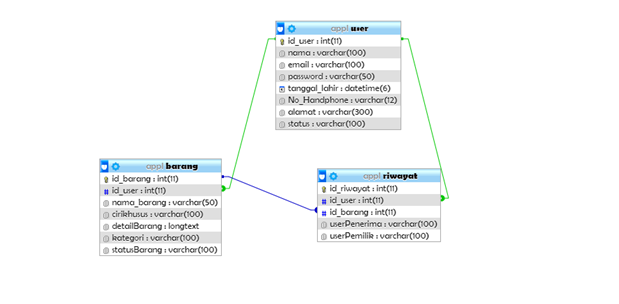 appl user
id_user : int(11)
nama : varchar(100)
email : varchar(100)
password : varchar(50)
tanggal_lahir : datetime(6)
No_Handphone : varchar(12)
alamat : varchar(300)
status : varchar(100)
appl barang
id_barang : int(11)
id_user : int(11)
nama_barang : varchar(50)
cirikhusus : varchar(100)
detailBarang : longtext
kategori : varchar(100)
statusBarang : varchar(100)
appl riwayat
id_riwayat : int(11)
id_user : int(11)
id_barang : int(11)
userPenerima : varchar(100)
userPemilik : varchar(100)